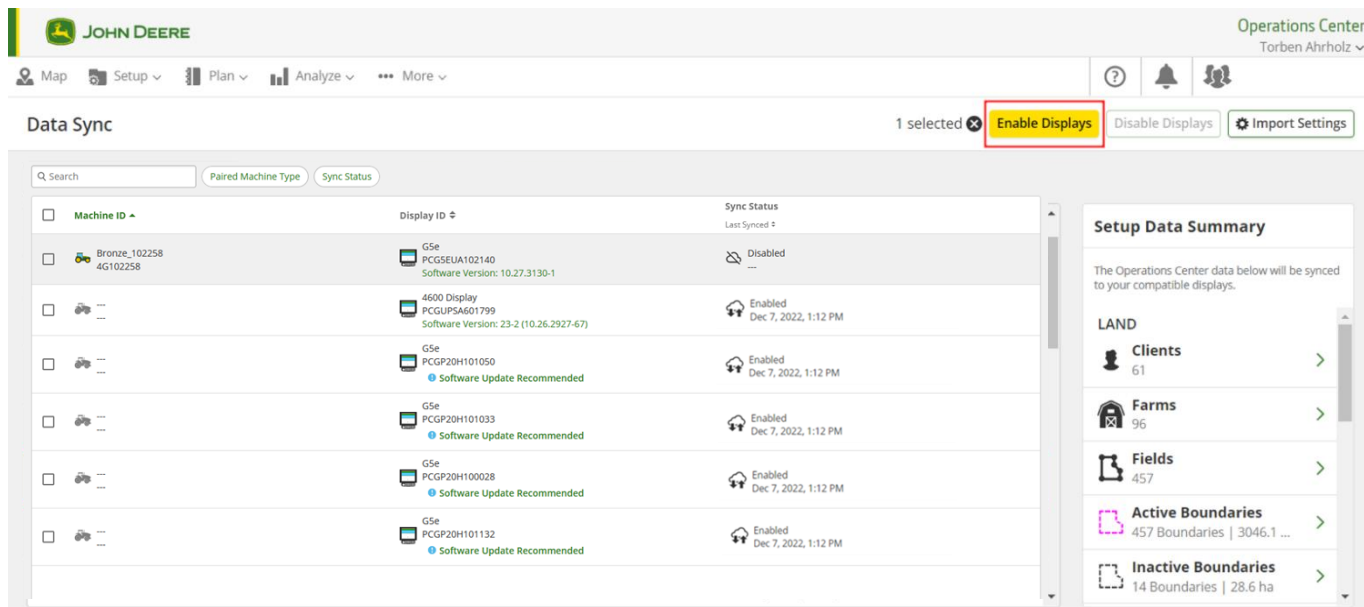 JOHN DEERE
Operations Center
Torben Ahrholz
Map Setup Plan Analyze More
Data Sync
1 selected Enable Displays Disable Displays Import Settings
Search Paired Machine Type Sync Status
Machine ID Display ID Sync Status
Last Synced
Bronze_102258
4G102258
G5e
PCG5EUA102140
Software Version: 10.27.3130-1
Disabled
---
---
---
4600 Display
PCGUPSA601799
Software Version: 23-2 (10.26.2927-67)
Enabled
Dec 7, 2022, 1:12 PM
---
---
G5e
PCGP20H101050
Software Update Recommended
Enabled
Dec 7, 2022, 1:12 PM
---
---
G5e
PCGP20H101033
Software Update Recommended
Enabled
Dec 7, 2022, 1:12 PM
---
---
G5e
PCGP20H100028
Software Update Recommended
Enabled
Dec 7, 2022, 1:12 PM
---
---
G5e
PCGP20H101132
Software Update Recommended
Enabled
Dec 7, 2022, 1:12 PM
Setup Data Summary
The Operations Center data below will be synced
to your compatible displays.
LAND
Clients
61
Farms
96
Fields
457
Active Boundaries
457 Boundaries | 3046.1 ...
Inactive Boundaries
14 Boundaries | 28.6 ha